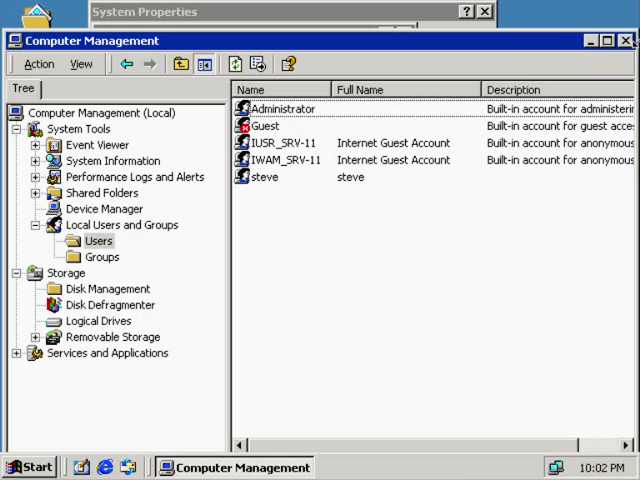 System Properties
Computer Management
Action View
Tree
Name Full Name Description
Computer Management (Local)
System Tools
Event Viewer
System Information
Performance Logs and Alerts
Shared Folders
Device Manager
Local Users and Groups
Users
Groups
Storage
Disk Management
Disk Defragmenter
Logical Drives
Removable Storage
Services and Applications
Administrator Built-in account for administerin
Guest Built-in account for guest acce
IUSR_SRV-11 Internet Guest Account Built-in account for anonymous
IWAM_SRV-11 Internet Guest Account Built-in account for anonymous
steve steve
Start Computer Management 10:02 PM